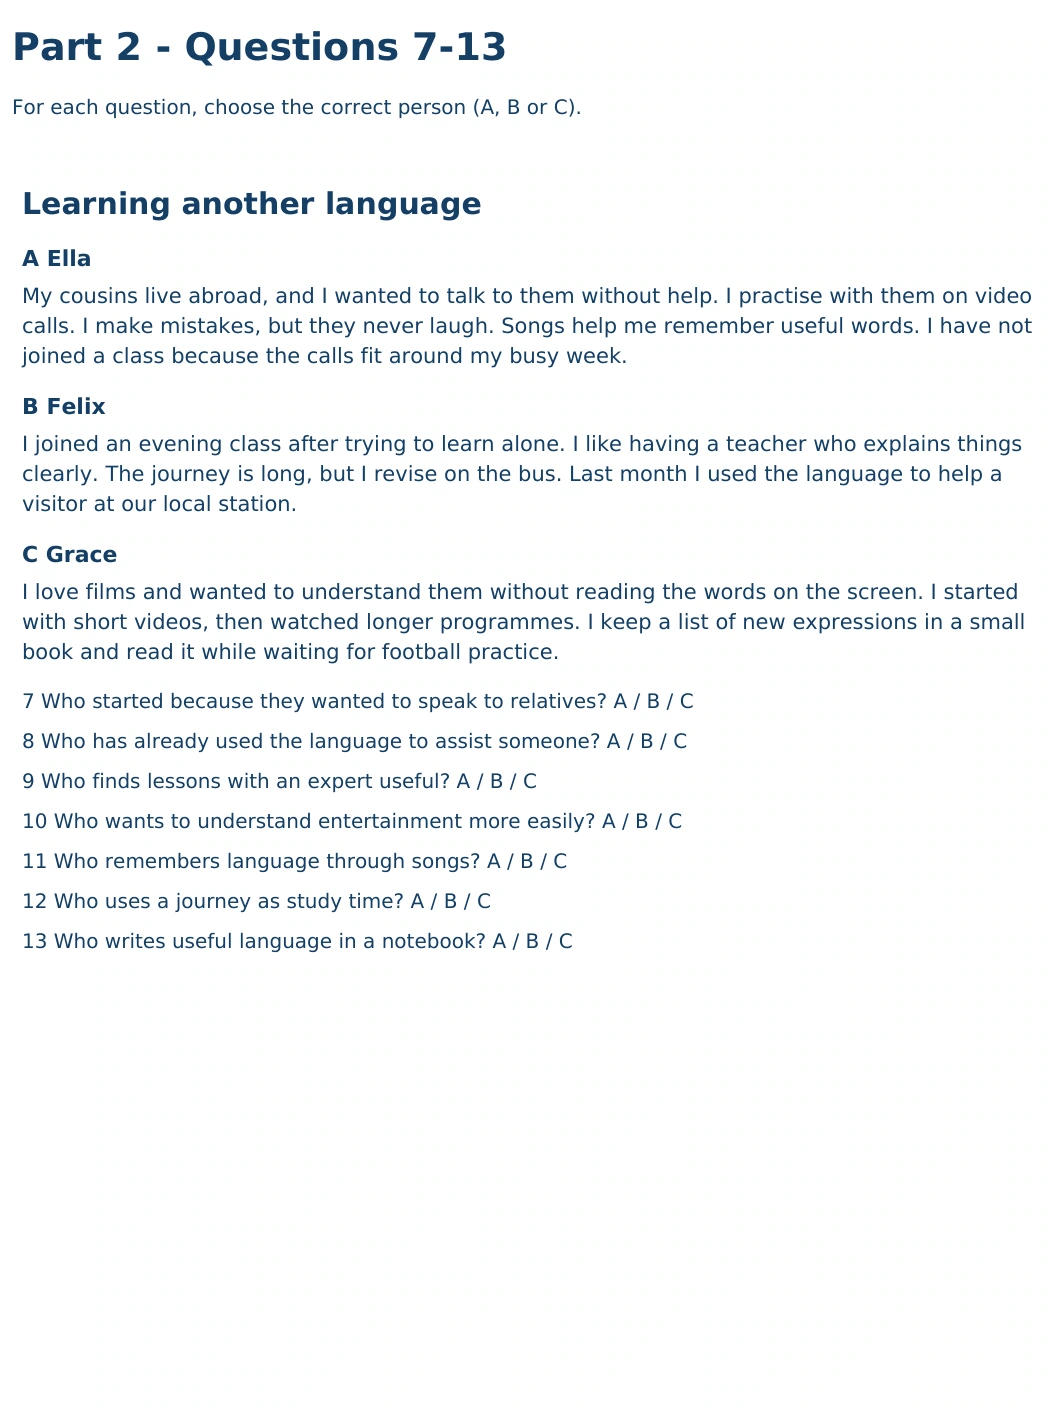 Part 2 - Questions 7-13
For each question, choose the correct person (A, B or C).
Learning another language
A Ella
My cousins live abroad, and I wanted to talk to them without help. I practise with them on video
calls. I make mistakes, but they never laugh. Songs help me remember useful words. I have not
joined a class because the calls fit around my busy week.
B Felix
I joined an evening class after trying to learn alone. I like having a teacher who explains things
clearly. The journey is long, but I revise on the bus. Last month I used the language to help a
visitor at our local station.
C Grace
I love films and wanted to understand them without reading the words on the screen. I started
with short videos, then watched longer programmes. I keep a list of new expressions in a small
book and read it while waiting for football practice.
7 Who started because they wanted to speak to relatives? A / B / C
8 Who has already used the language to assist someone? A / B / C
9 Who finds lessons with an expert useful? A / B / C
10 Who wants to understand entertainment more easily? A / B / C
11 Who remembers language through songs? A / B / C
12 Who uses a journey as study time? A / B / C
13 Who writes useful language in a notebook? A / B / C